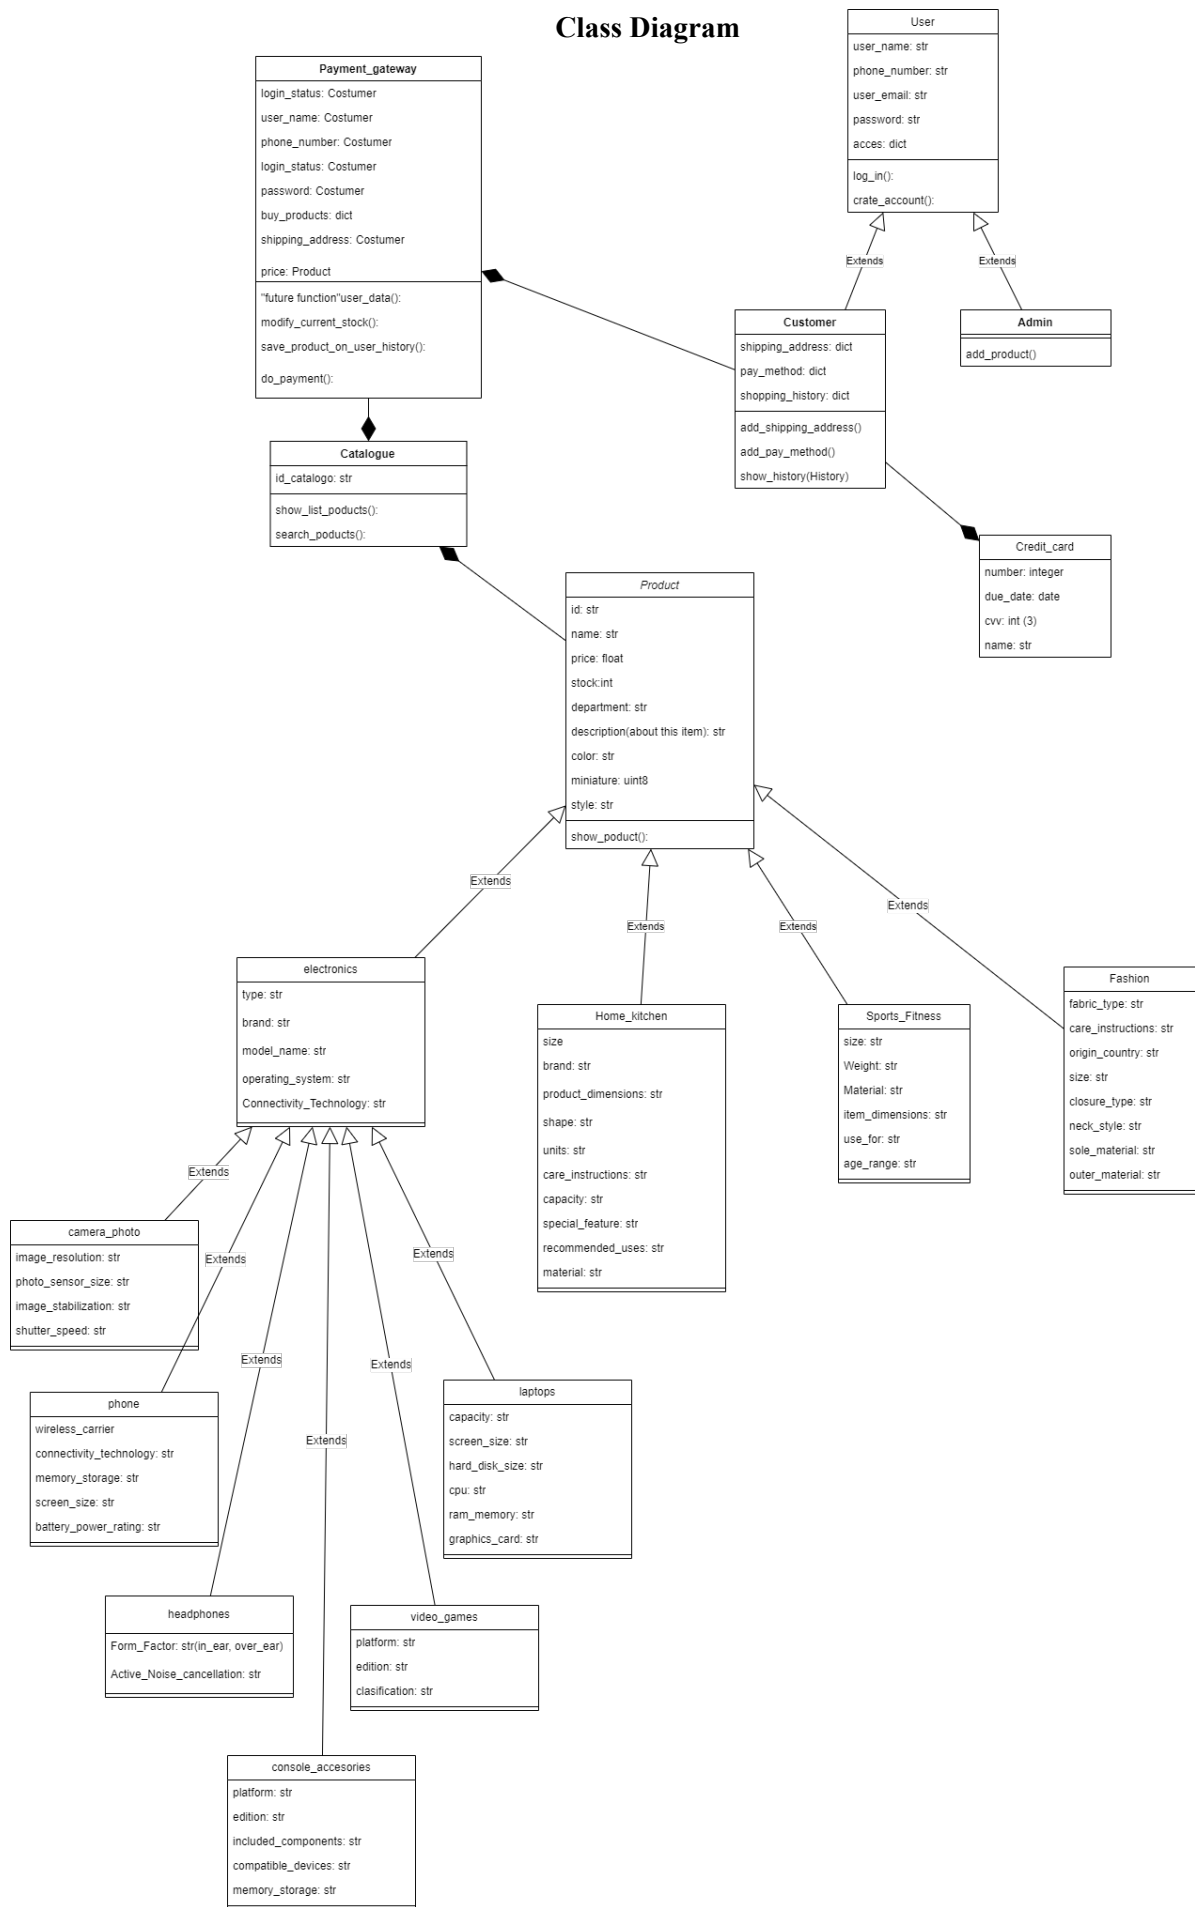 Class Diagram
User
user_name: str
phone_number: str
user_email: str
password: str
acces: dict
log_in():
crate_account():
Payment_gateway
login_status: Costumer
user_name: Costumer
phone_number: Costumer
login_status: Costumer
password: Costumer
buy_products: dict
shipping_address: Costumer
price: Product
"future function"user_data():
modify_current_stock():
save_product_on_user_history():
do_payment():
Extends
Extends
Customer
shipping_address: dict
pay_method: dict
shopping_history: dict
add_shipping_address()
add_pay_method()
show_history(History)
Admin
add_product()
Catalogue
id_catalogo: str
show_list_poducts():
search_poducts():
Credit_card
number: integer
due_date: date
cvv: int (3)
name: str
Product
id: str
name: str
price: float
stock:int
department: str
description(about this item): str
color: str
miniature: uint8
style: str
show_poduct():
Extends
Extends
Extends
Extends
electronics
type: str
brand: str
model_name: str
operating_system: str
Connectivity_Technology: str
Home_kitchen
size
brand: str
product_dimensions: str
shape: str
units: str
care_instructions: str
capacity: str
special_feature: str
recommended_uses: str
material: str
Sports_Fitness
size: str
Weight: str
Material: str
item_dimensions: str
use_for: str
age_range: str
Fashion
fabric_type: str
care_instructions: str
origin_country: str
size: str
closure_type: str
neck_style: str
sole_material: str
outer_material: str
Extends
Extends
Extends
Extends
Extends
Extends
camera_photo
image_resolution: str
photo_sensor_size: str
image_stabilization: str
shutter_speed: str
phone
wireless_carrier
connectivity_technology: str
memory_storage: str
screen_size: str
battery_power_rating: str
laptops
capacity: str
screen_size: str
hard_disk_size: str
cpu: str
ram_memory: str
graphics_card: str
headphones
Form_Factor: str(in_ear, over_ear)
Active_Noise_cancellation: str
video_games
platform: str
edition: str
clasification: str
console_accesories
platform: str
edition: str
included_components: str
compatible_devices: str
memory_storage: str